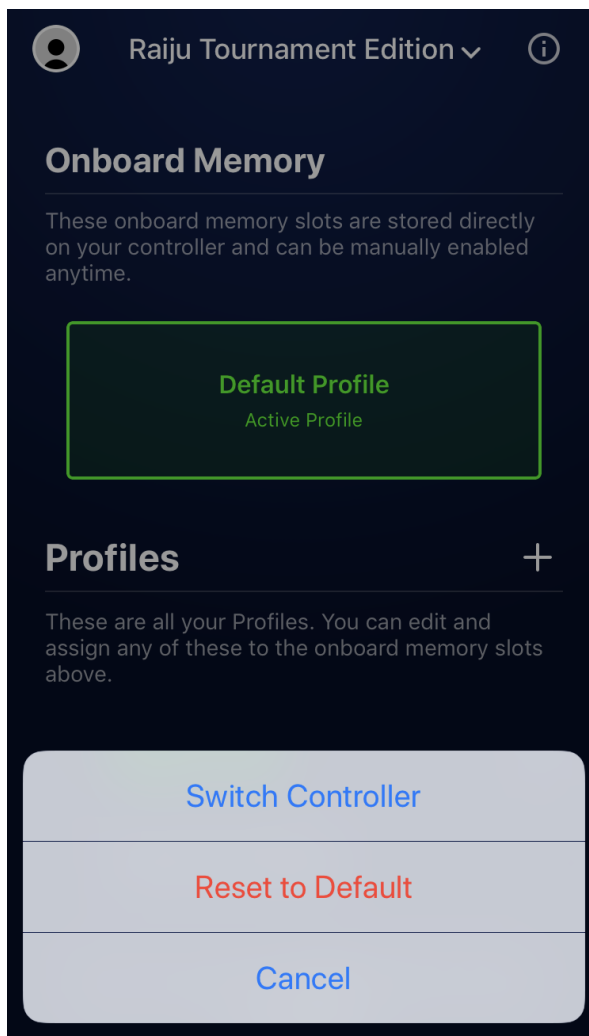 Raiju Tournament Edition
Onboard Memory
These onboard memory slots are stored directly
on your controller and can be manually enabled
anytime.
Default Profile
Active Profile
Profiles
These are all your Profiles. You can edit and
assign any of these to the onboard memory slots
above.
Switch Controller
Reset to Default
Cancel